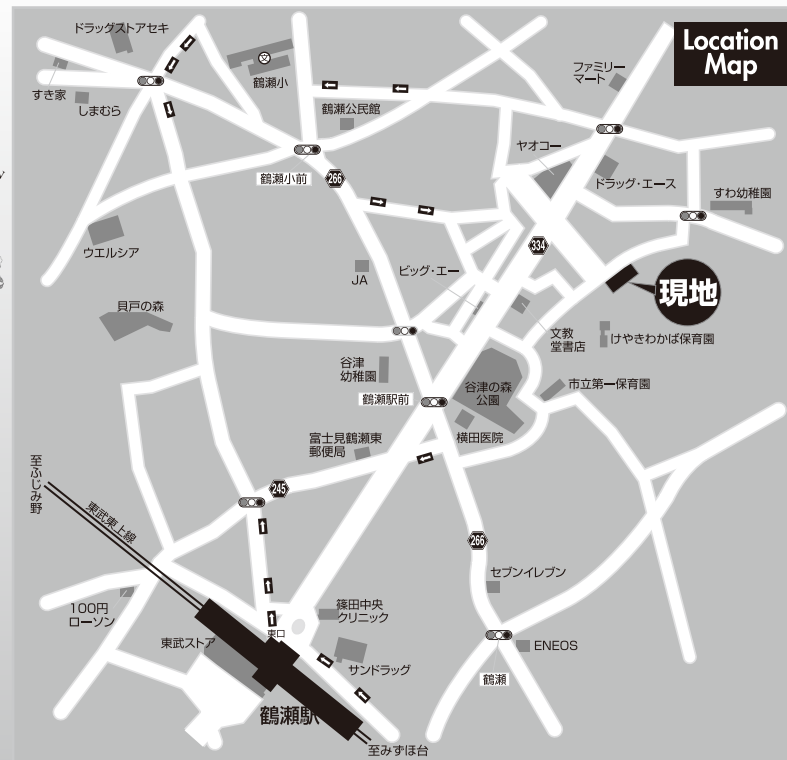 Location
Map
ドラッグストアセキ
すき家
しまむら
鶴瀬小
鶴瀬公民館
ファミリー
マート
ヤオコー
ドラッグ・エース
すわ幼稚園
鶴瀬小前
266
ウエルシア
334
JA
ビッグ・エー
現地
貝戸の森
文教
堂書店
けやきわかば保育園
谷津
幼稚園
谷津の森
公園
市立第一保育園
鶴瀬駅前
横田医院
富士見鶴瀬東
郵便局
至ふじみ野
245
東武東上線
266
セブンイレブン
100円
ローソン
篠田中央
クリニック
東口
東武ストア
サンドラッグ
ENEOS
鶴瀬
鶴瀬駅
至みずほ台